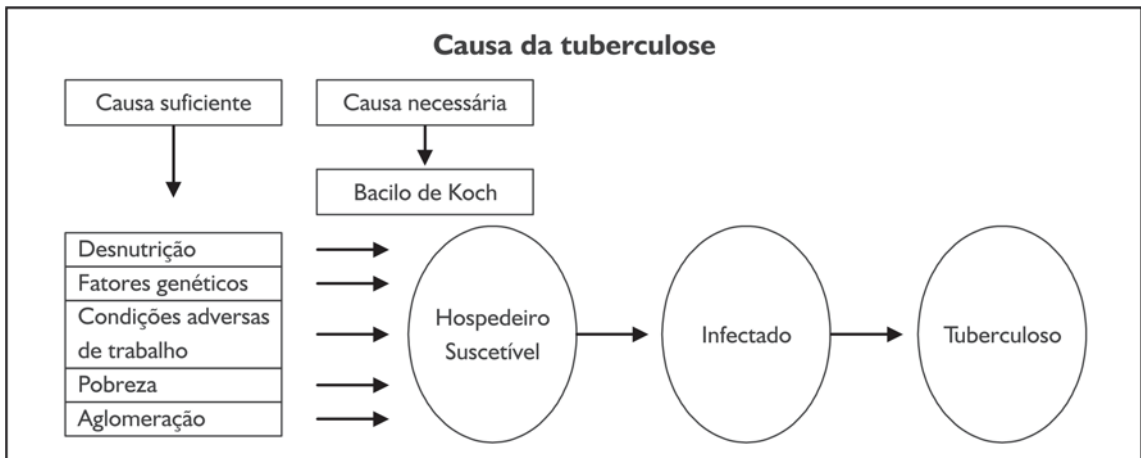 Causa da tuberculose
Causa suficiente
Causa necessária
Bacilo de Koch
Desnutrição
Fatores genéticos
Condições adversas
de trabalho
Pobreza
Aglomeração
Hospedeiro
Suscetível
Infectado
Tuberculoso